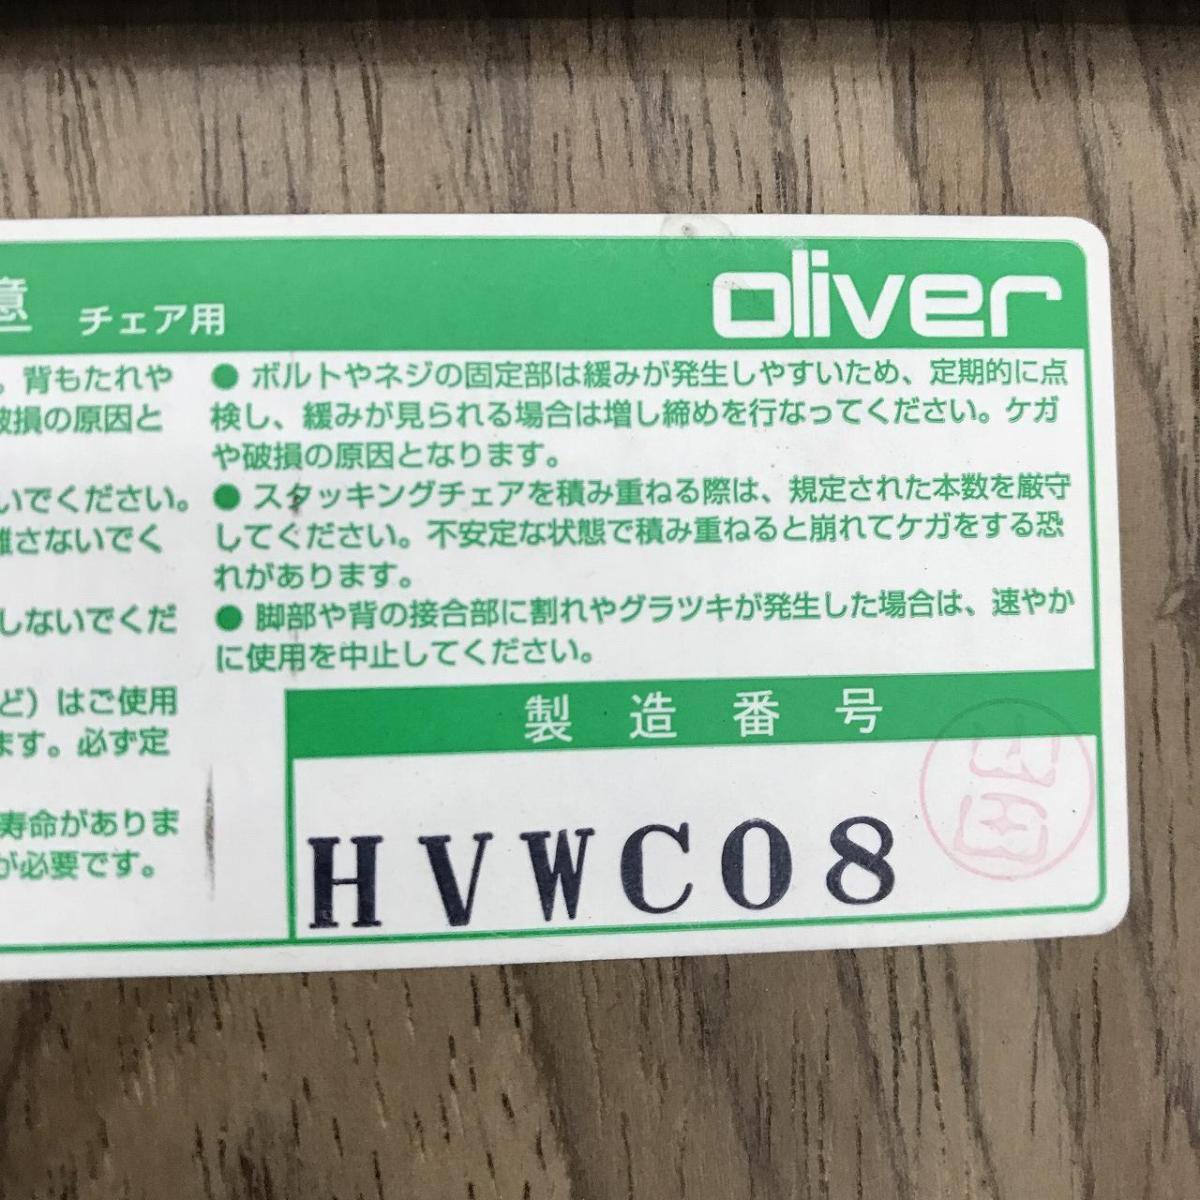 意 チェア用 oliver
。背もたれや
破損の原因と
いでください。
離さないでく
しないでくだ
ど）はご使用
ます。必ず定
寿命がありま
が必要です。
● ボルトやネジの固定部は緩みが発生しやすいため、定期的に点
検し、緩みが見られる場合は増し締めを行なってください。ケガ
や破損の原因となります。
● スタッキングチェアを積み重ねる際は、規定された本数を厳守
してください。不安定な状態で積み重ねると崩れてケガをする恐
れがあります。
● 脚部や背の接合部に割れやグラツキが発生した場合は、速やか
に使用を中止してください。
製造番号
HVWC08
山田